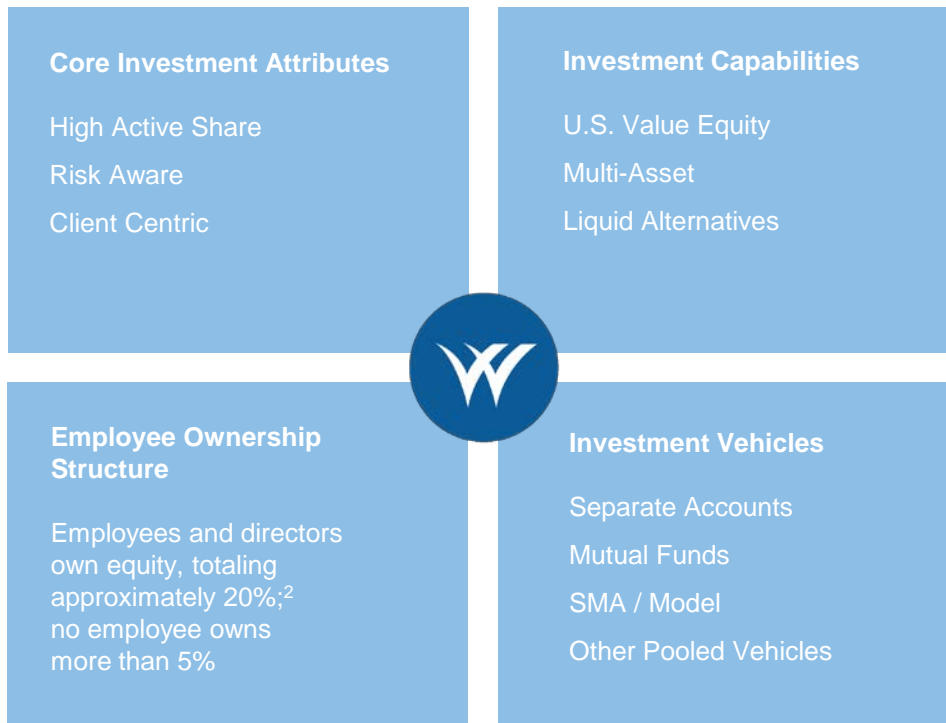 Core Investment Attributes
High Active Share
Risk Aware
Client Centric
Investment Capabilities
U.S. Value Equity
Multi-Asset
Liquid Alternatives
Employee Ownership
Structure
Employees and directors
own equity, totaling
approximately 20%;²
no employee owns
more than 5%
Investment Vehicles
Separate Accounts
Mutual Funds
SMA / Model
Other Pooled Vehicles